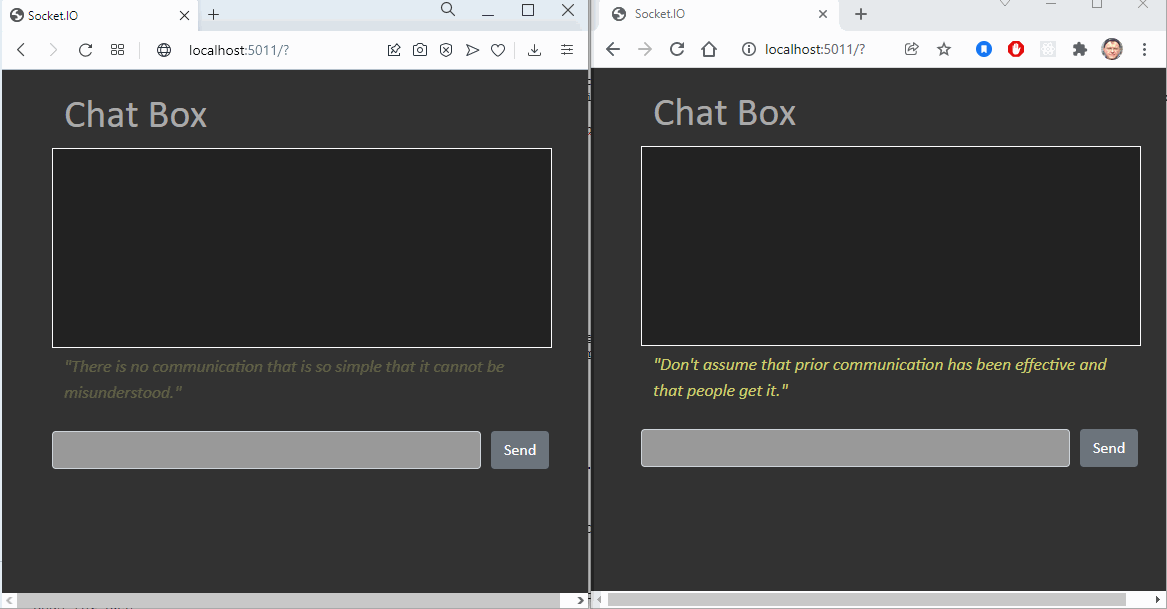 Socket.IO
localhost:5011/?
Chat Box
"There is no communication that is so simple that it cannot be
misunderstood."
Send
Socket.IO
localhost:5011/?
Chat Box
"Don't assume that prior communication has been effective and
that people get it."
Send